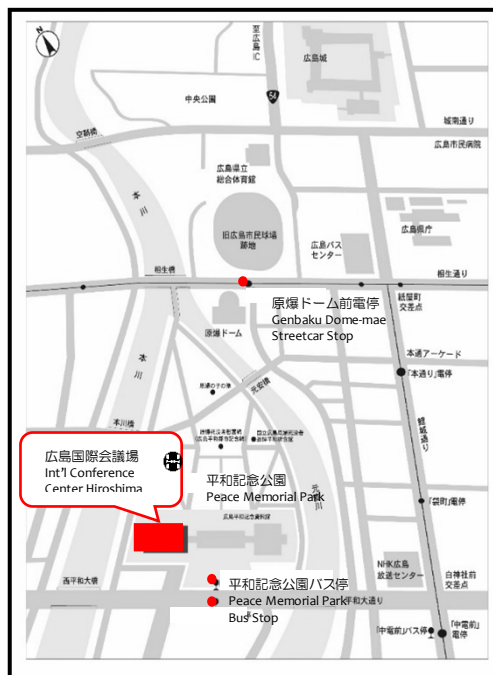 N
至広島IC
54
広島城
中央公園
城南通り
空鞘橋
広島市民病院
広島県立
総合体育館
本川
旧広島市民球場
跡地
広島バス
センター
広島県庁
相生橋
相生通り
原爆ドーム前電停
Genbaku Dome-mae
Streetcar Stop
紙屋町
交差点
原爆ドーム
本通アーケード
「本通り」電停
本川
元安橋
鯉城通り
本川橋
広島国際会議場
Int'l Conference
Center Hiroshima
平和記念公園
Peace Memorial Park
「袋町」電停
広島平和記念資料館
NHK広島
放送センター
白神社前
交差点
西平和大橋
平和記念公園バス停
Peace Memorial Park
Bus Stop
平和大通り
「中電前」バス停
「中電前」
電停